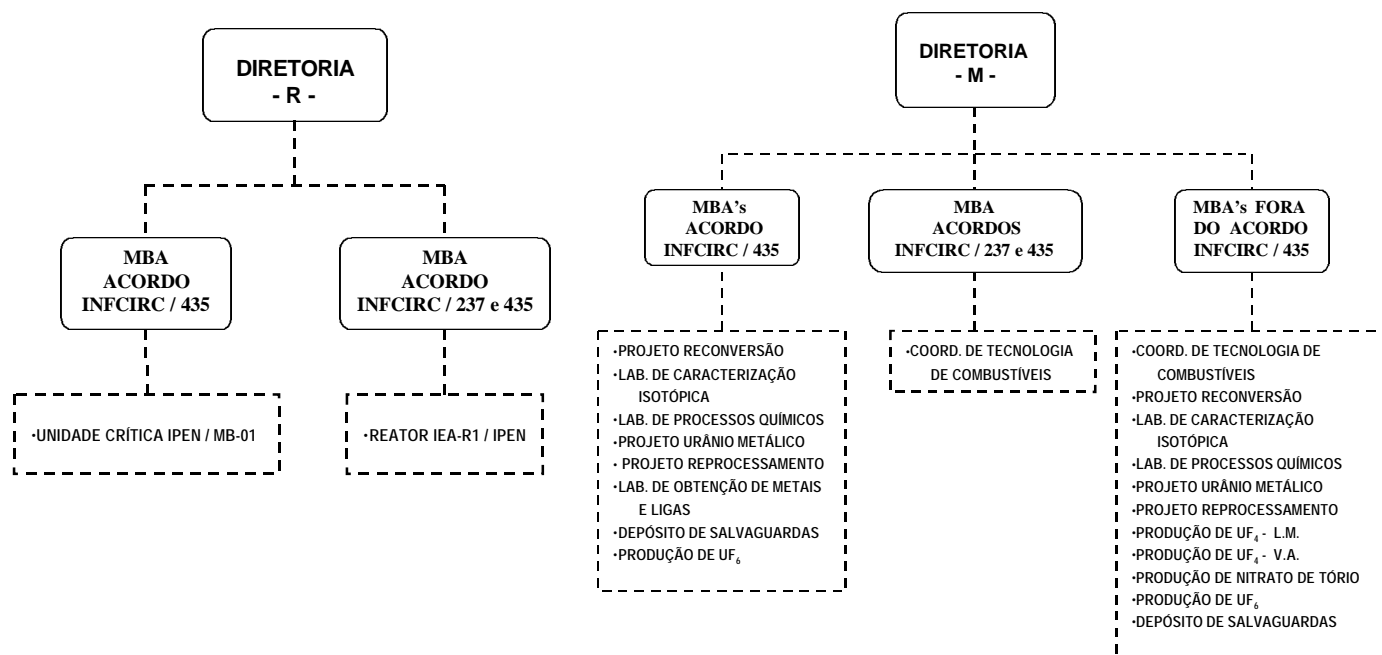 DIRETORIA
- R -
MBA
ACORDO
INFCIRC / 435
MBA
ACORDO
INFCIRC / 237 e 435
•UNIDADE CRÍTICA IPEN / MB-01
•REATOR IEA-R1 / IPEN
DIRETORIA
- M -
MBA's
ACORDO
INFCIRC / 435
MBA
ACORDOS
INFCIRC / 237 e 435
MBA's FORA
DO ACORDO
INFCIRC / 435
•PROJETO RECONVERSÃO
•LAB. DE CARACTERIZAÇÃO
ISOTÓPICA
•LAB. DE PROCESSOS QUÍMICOS
•PROJETO URÂNIO METÁLICO
• PROJETO REPROCESSAMENTO
•LAB. DE OBTENÇÃO DE METAIS
E LIGAS
•DEPÓSITO DE SALVAGUARDAS
•PRODUÇÃO DE UF₆
•COORD. DE TECNOLOGIA
DE COMBUSTÍVEIS
•COORD. DE TECNOLOGIA DE
COMBUSTÍVEIS
•PROJETO RECONVERSÃO
•LAB. DE CARACTERIZAÇÃO
ISOTÓPICA
•LAB. DE PROCESSOS QUÍMICOS
•PROJETO URÂNIO METÁLICO
•PROJETO REPROCESSAMENTO
•PRODUÇÃO DE UF₄ - L.M.
•PRODUÇÃO DE UF₄ - V.A.
•PRODUÇÃO DE NITRATO DE TÓRIO
•PRODUÇÃO DE UF₆
•DEPÓSITO DE SALVAGUARDAS